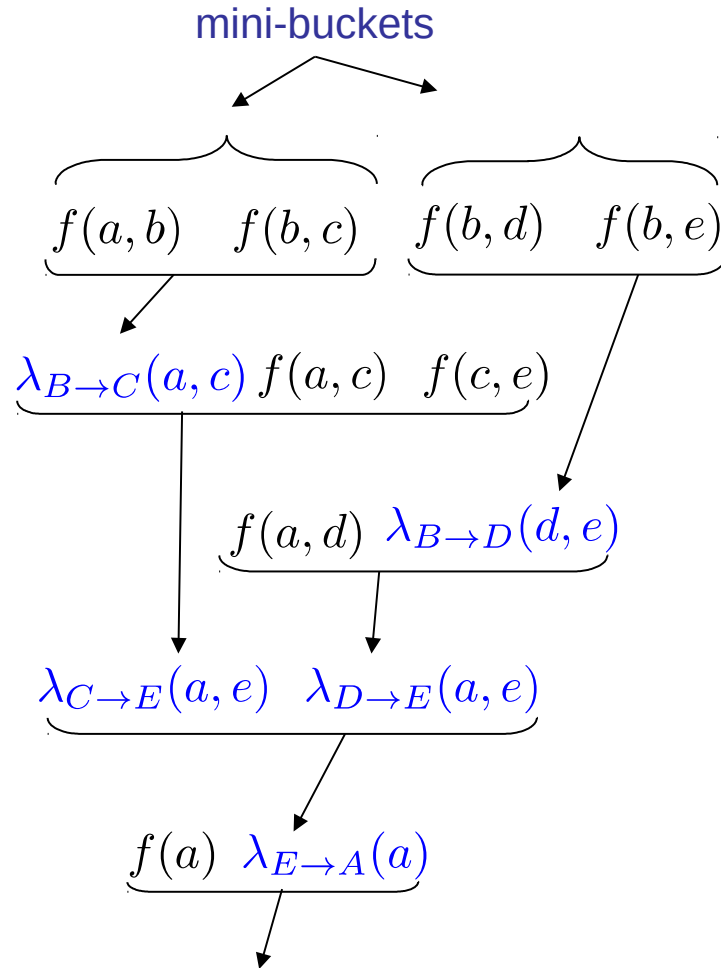 mini-buckets
f(a, b) f(b, c) f(b, d) f(b, e)
λ_{B→C}(a, c) f(a, c) f(c, e)
f(a, d) λ_{B→D}(d, e)
λ_{C→E}(a, e) λ_{D→E}(a, e)
f(a) λ_{E→A}(a)